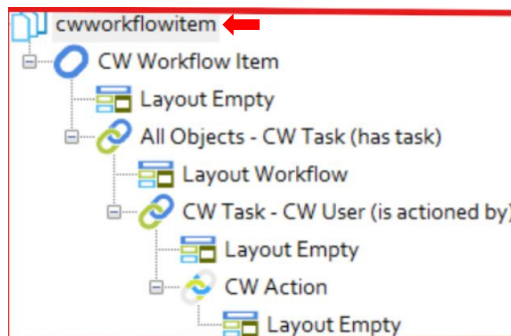 cwworkflowitem
CW Workflow Item
Layout Empty
All Objects - CW Task (has task)
Layout Workflow
CW Task - CW User (is actioned by)
Layout Empty
CW Action
Layout Empty